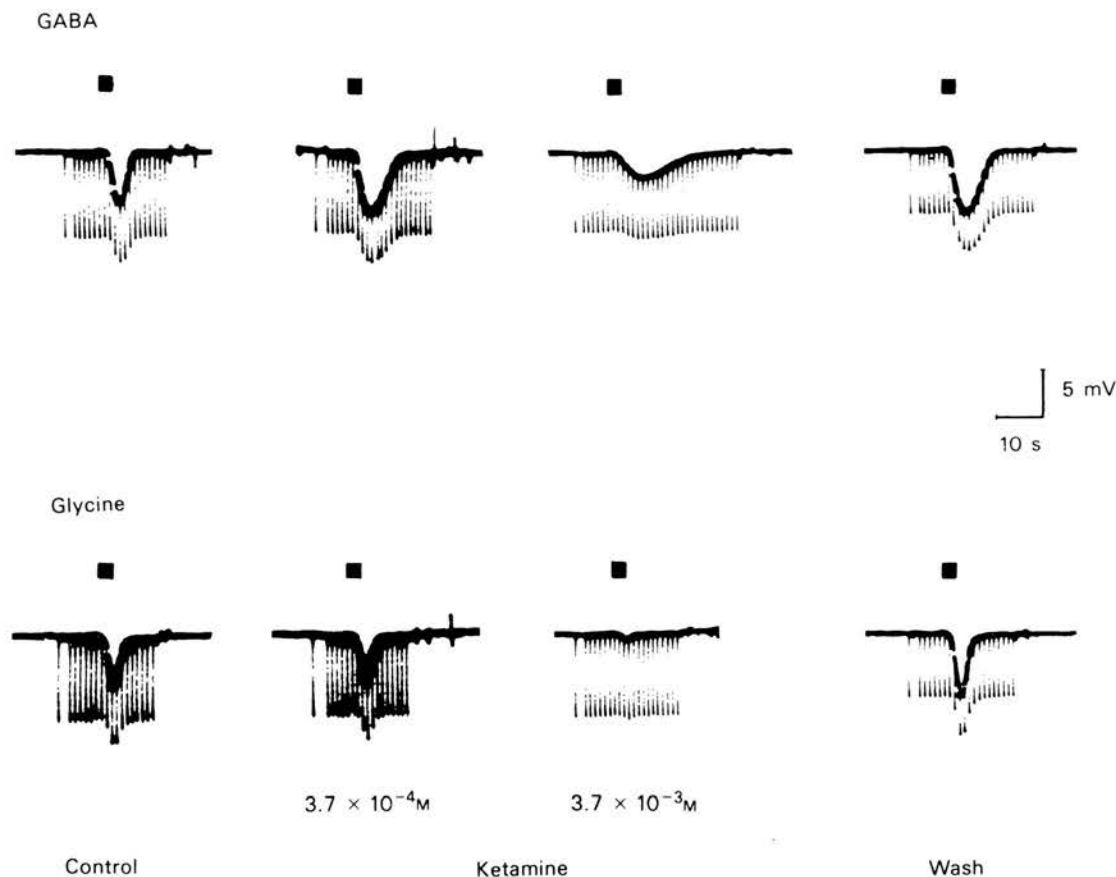 GABA
5 mV
10 s
Glycine
3.7 × 10⁻⁴M 3.7 × 10⁻³M
Control Ketamine Wash